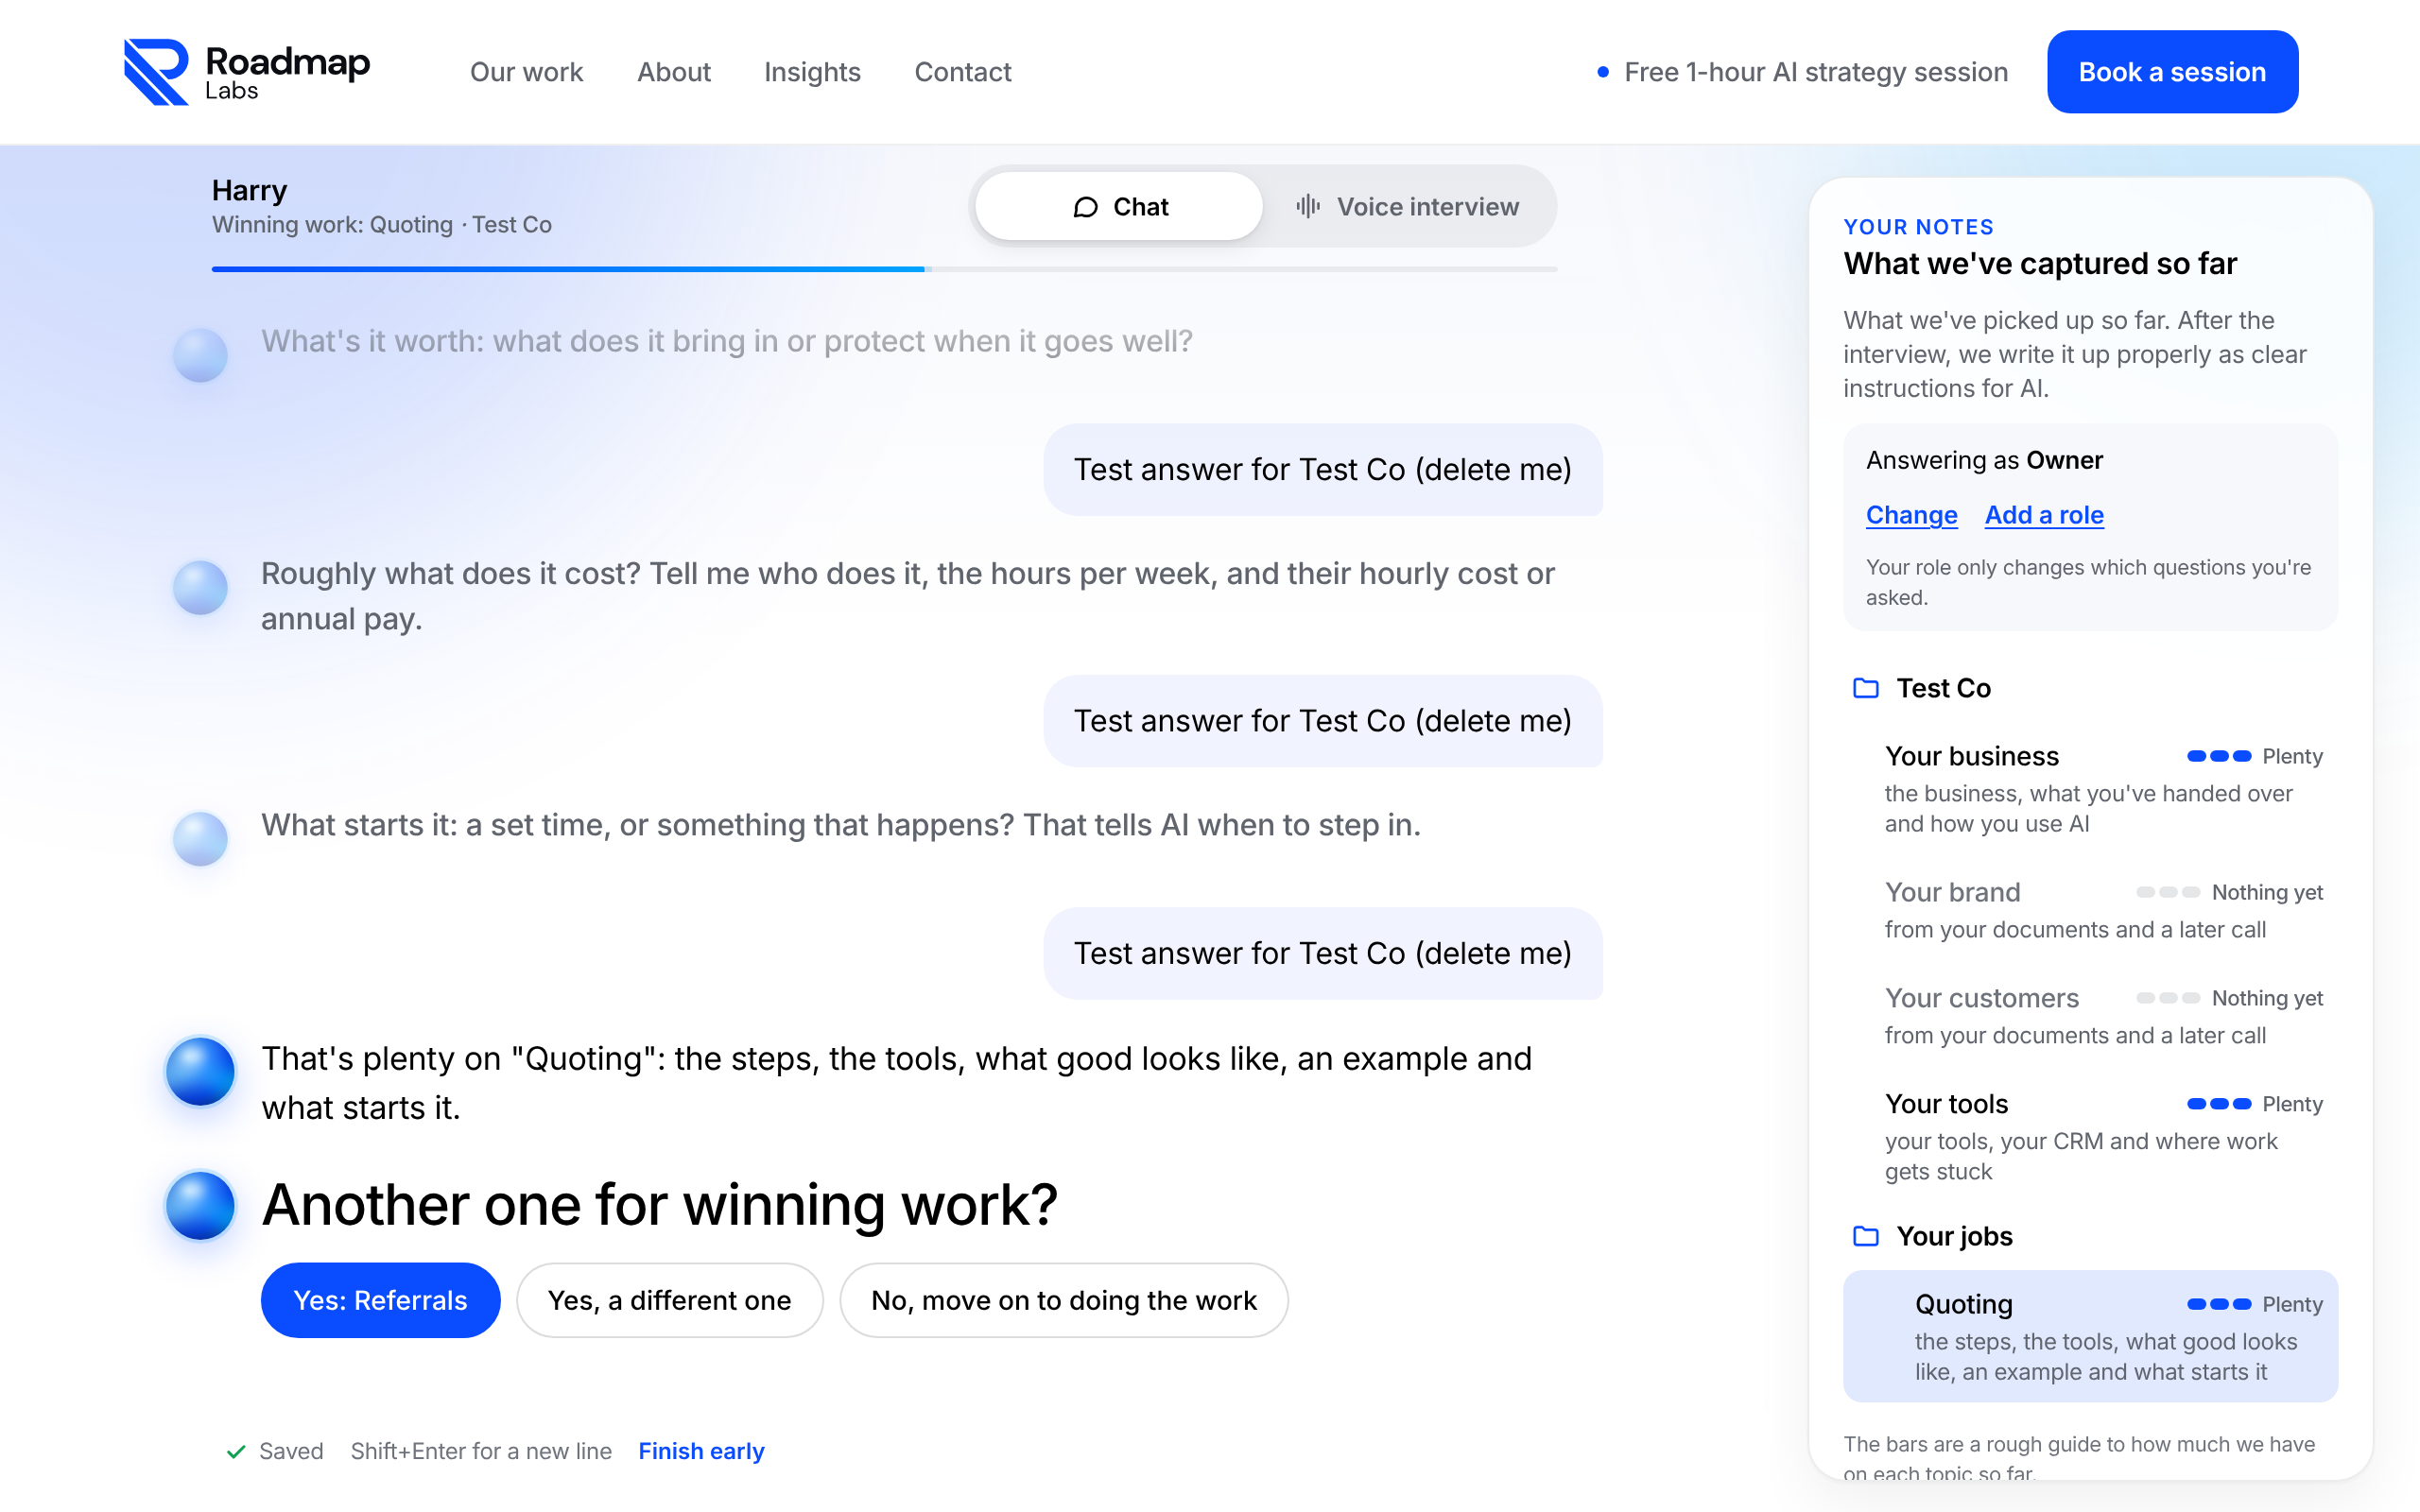 Roadmap
Labs
Our work
About
Insights
Contact
Free 1-hour AI strategy session
Book a session
Harry
Winning work: Quoting · Test Co
Chat
Voice interview
What's it worth: what does it bring in or protect when it goes well?
Test answer for Test Co (delete me)
Roughly what does it cost? Tell me who does it, the hours per week, and their hourly cost or
annual pay.
Test answer for Test Co (delete me)
What starts it: a set time, or something that happens? That tells AI when to step in.
Test answer for Test Co (delete me)
That's plenty on "Quoting": the steps, the tools, what good looks like, an example and
what starts it.
Another one for winning work?
Yes: Referrals
Yes, a different one
No, move on to doing the work
Saved
Shift+Enter for a new line
Finish early
YOUR NOTES
What we've captured so far
What we've picked up so far. After the
interview, we write it up properly as clear
instructions for AI.
Answering as Owner
Change
Add a role
Your role only changes which questions you're
asked.
Test Co
Your business
Plenty
the business, what you've handed over
and how you use AI
Your brand
Nothing yet
from your documents and a later call
Your customers
Nothing yet
from your documents and a later call
Your tools
Plenty
your tools, your CRM and where work
gets stuck
Your jobs
Quoting
Plenty
the steps, the tools, what good looks
like, an example and what starts it
The bars are a rough guide to how much we have
on each topic so far.